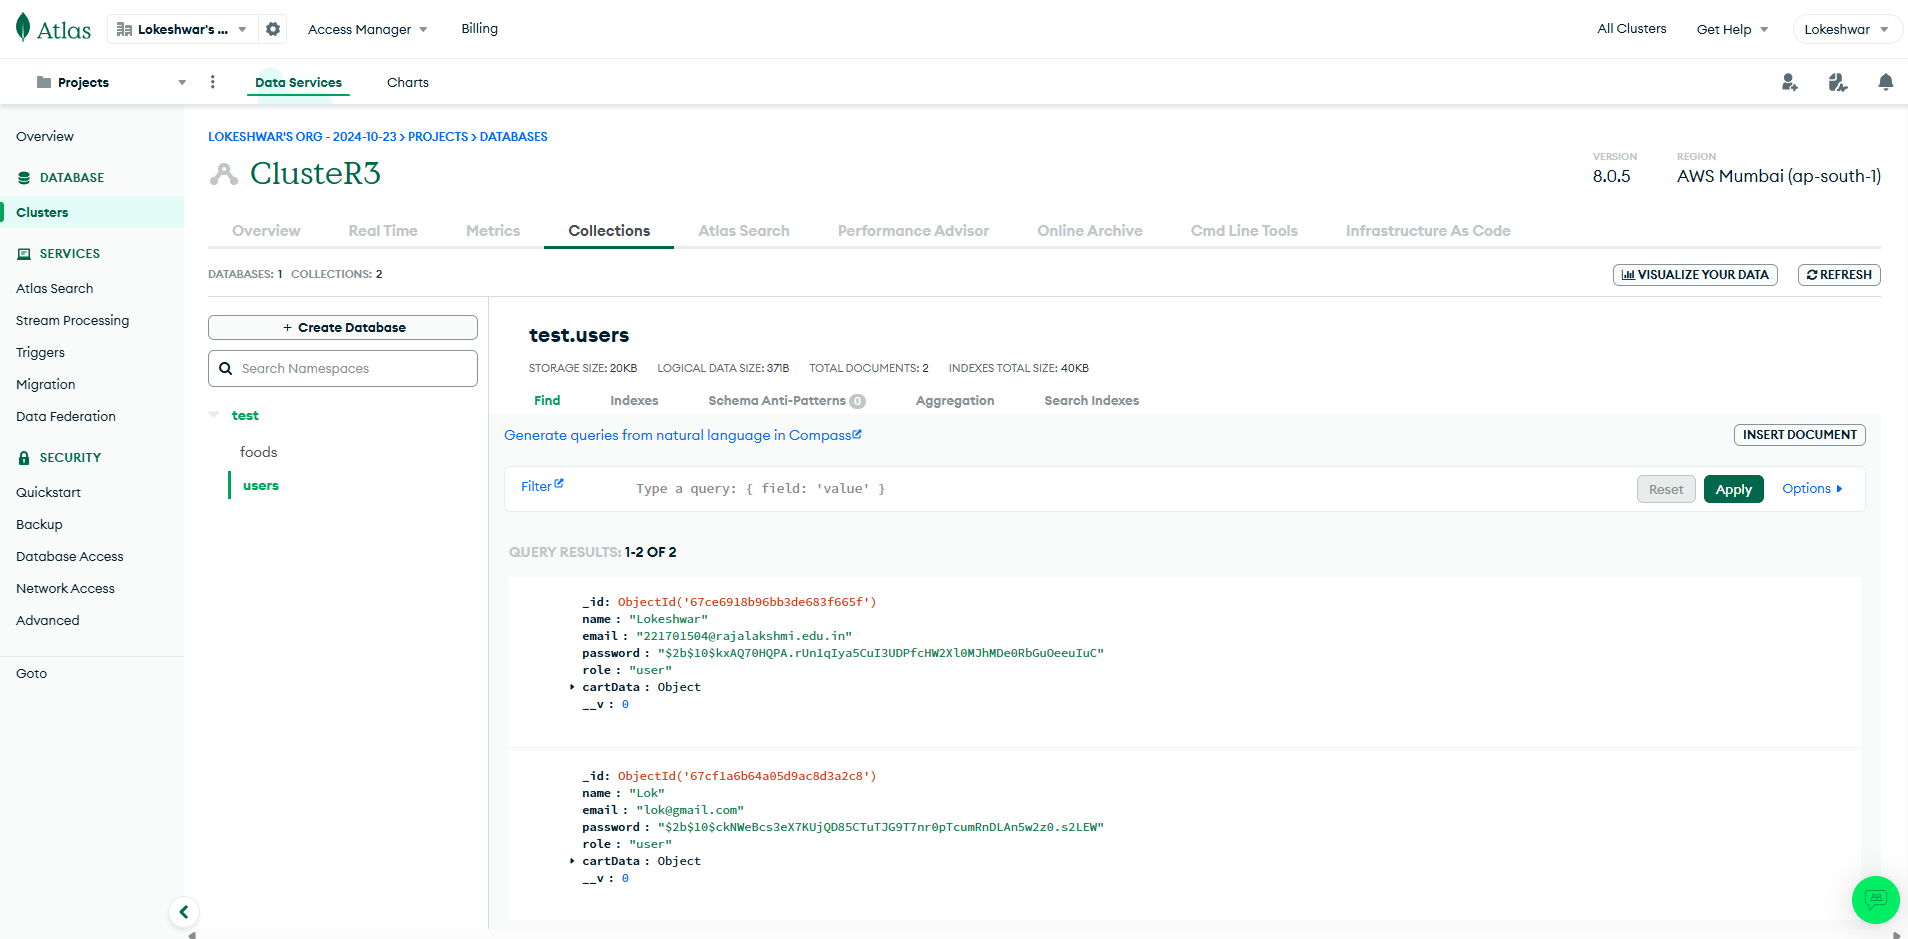 Atlas
Lokeshwar's ...
Access Manager
Billing
All Clusters
Get Help
Lokeshwar
Projects
Data Services
Charts
Overview
DATABASE
Clusters
SERVICES
Atlas Search
Stream Processing
Triggers
Migration
Data Federation
SECURITY
Quickstart
Backup
Database Access
Network Access
Advanced
Goto
LOKESHWAR'S ORG - 2024-10-23 > PROJECTS > DATABASES
ClusteR3
VERSION
8.0.5
REGION
AWS Mumbai (ap-south-1)
Overview
Real Time
Metrics
Collections
Atlas Search
Performance Advisor
Online Archive
Cmd Line Tools
Infrastructure As Code
DATABASES: 1 COLLECTIONS: 2
VISUALIZE YOUR DATA
REFRESH
+ Create Database
Search Namespaces
test
foods
users
test.users
STORAGE SIZE: 20KB LOGICAL DATA SIZE: 371B TOTAL DOCUMENTS: 2 INDEXES TOTAL SIZE: 40KB
Find
Indexes
Schema Anti-Patterns 0
Aggregation
Search Indexes
Generate queries from natural language in Compass
INSERT DOCUMENT
Filter
Type a query: { field: 'value' }
Reset
Apply
Options
QUERY RESULTS: 1-2 OF 2
_id: ObjectId('67ce6918b96bb3de683f665f')
name : "Lokeshwar"
email : "221701504@rajalakshmi.edu.in"
password : "$2b$10$kxAQ70HQPA.rUn1qIya5CuI3UDPfcHW2Xl0MJhMDe0RbGuOeeuIuC"
role : "user"
cartData : Object
__v : 0
_id: ObjectId('67cf1a6b64a05d9ac8d3a2c8')
name : "Lok"
email : "lok@gmail.com"
password : "$2b$10$ckNWeBcs3eX7KUjQD85CTuTJG9T7nr0pTcumRnDLAn5w2z0.s2LEW"
role : "user"
cartData : Object
__v : 0